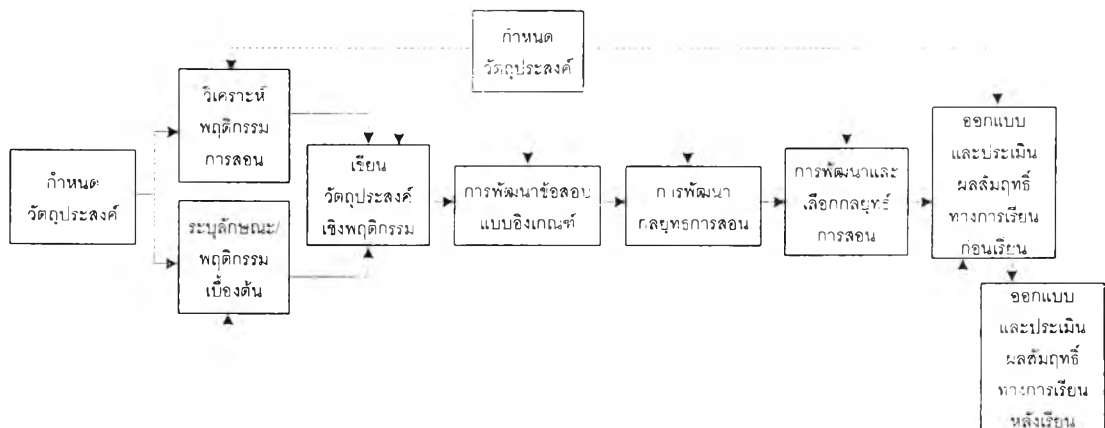 กำหนด
วัตถุประสงค์
วิเคราะห์
พฤติกรรม
การสอน
กำหนด
วัตถุประสงค์
ระบุลักษณะ/
พฤติกรรม
เบื้องต้น
เขียน
วัตถุประสงค์
เชิงพฤติกรรม
การพัฒนาข้อสอบ
แบบอิงเกณฑ์
การพัฒนา
กลยุทธการสอน
การพัฒนาและ
เลือกกลยุทธ์
การสอน
ออกแบบ
และประเมิน
ผลสัมฤทธิ์
ทางการเรียน
ก่อนเรียน
ออกแบบ
และประเมิน
ผลสัมฤทธิ์
ทางการเรียน
หลังเรียน